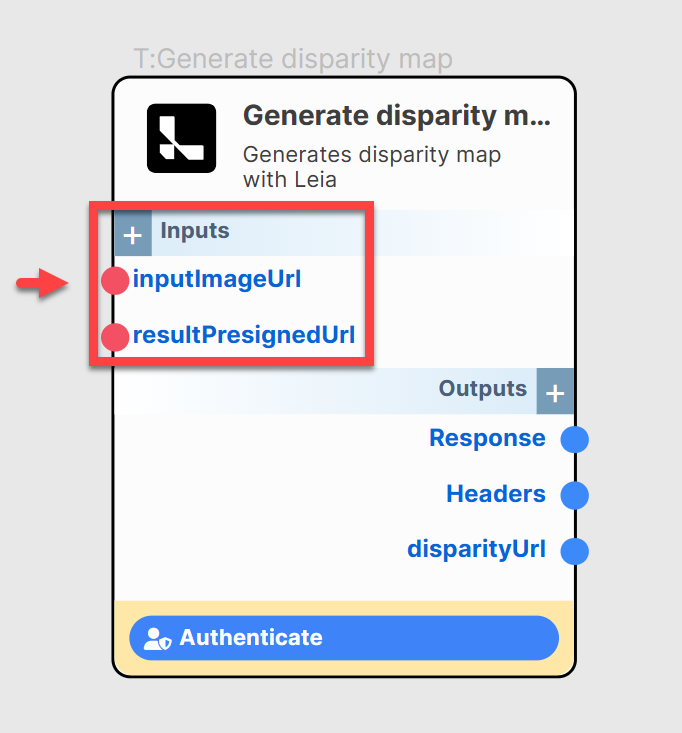 T:Generate disparity map
Generate disparity m...
Generates disparity map
with Leia
+ Inputs
inputImageUrl
resultPresignedUrl
Outputs +
Response
Headers
disparityUrl
Authenticate